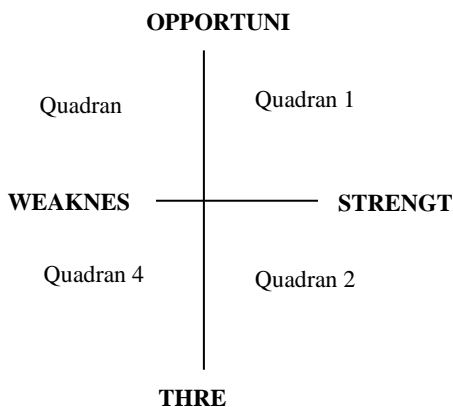 OPPORTUNI
Quadran
Quadran 1
WEAKNES
STRENGT
Quadran 4
Quadran 2
THRE